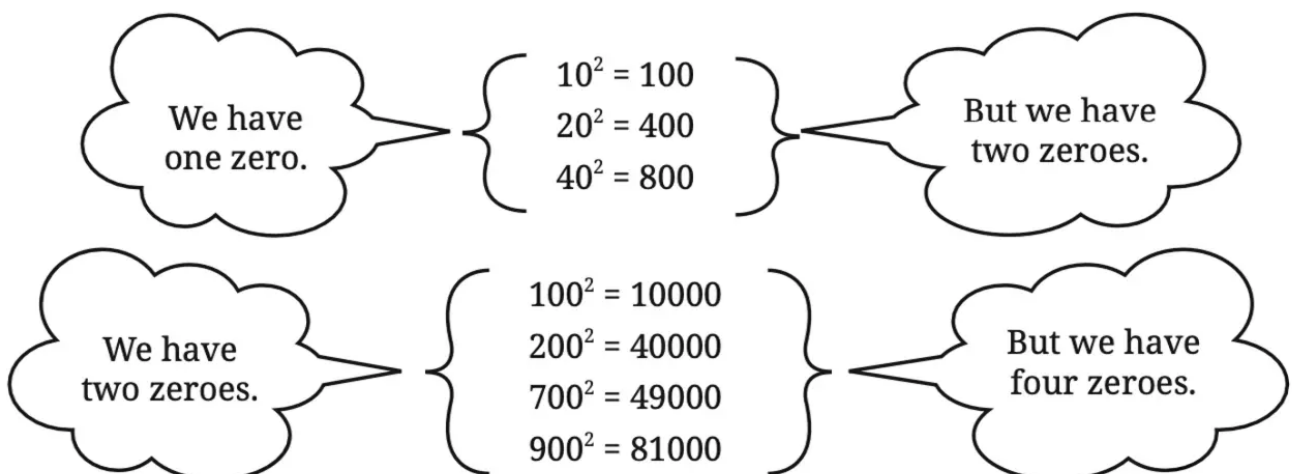 We have
one zero.
10² = 100
20² = 400
40² = 800
But we have
two zeroes.
We have
two zeroes.
100² = 10000
200² = 40000
700² = 49000
900² = 81000
But we have
four zeroes.